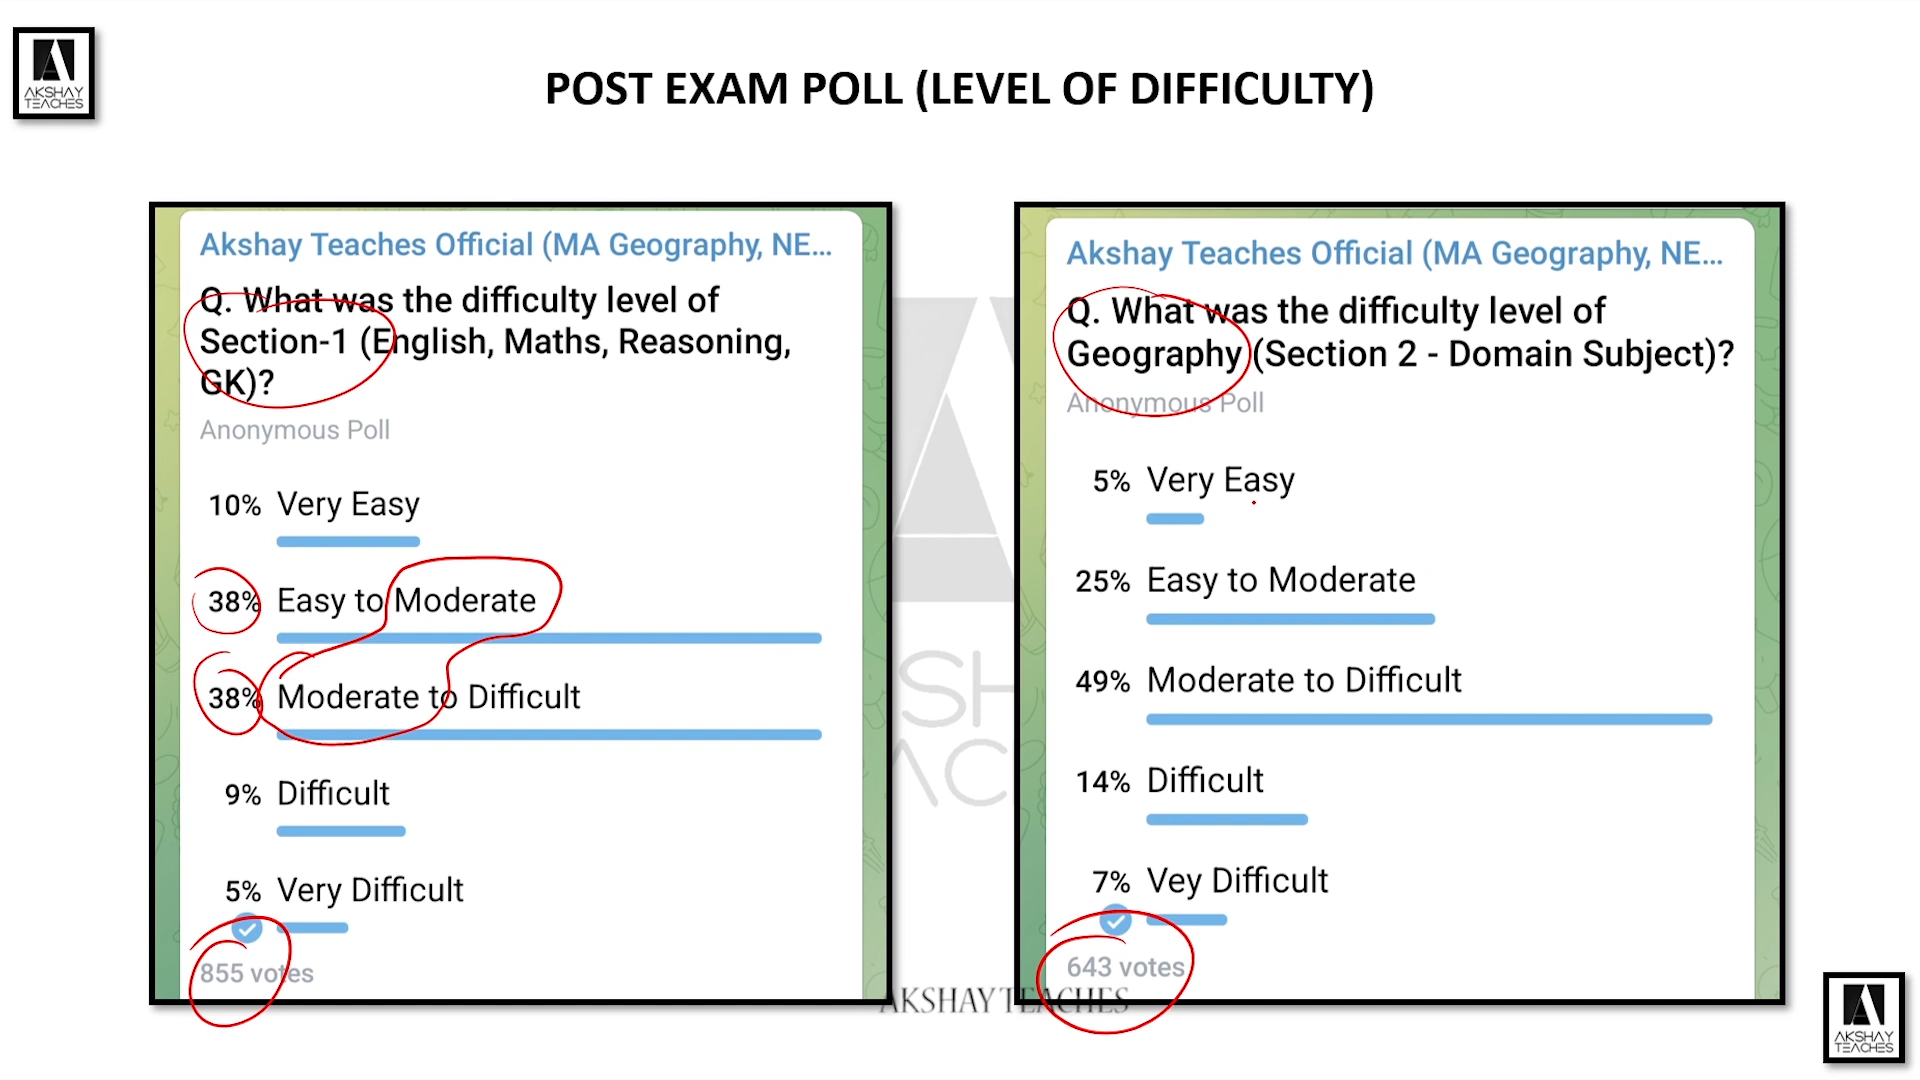 AKSHAY
TEACHES
POST EXAM POLL (LEVEL OF DIFFICULTY)
Akshay Teaches Official (MA Geography, NE...
Q. What was the difficulty level of
Section-1 (English, Maths, Reasoning,
GK)?
Anonymous Poll
10% Very Easy
38% Easy to Moderate
38% Moderate to Difficult
9% Difficult
5% Very Difficult
855 votes
Akshay Teaches Official (MA Geography, NE...
Q. What was the difficulty level of
Geography (Section 2 - Domain Subject)?
Anonymous Poll
5% Very Easy
25% Easy to Moderate
49% Moderate to Difficult
14% Difficult
7% Vey Difficult
643 votes
AKSHAY TEACHES
AKSHAY
TEACHES